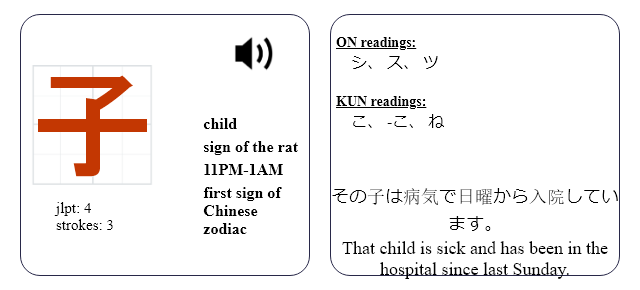 子
child
sign of the rat
11PM-1AM
first sign of
Chinese
zodiac
jlpt: 4
strokes: 3
ON readings:
シ、 ス、 ツ
KUN readings:
こ、 -こ、 ね
その子は病気で日曜から入院してい
ます。
That child is sick and has been in the
hospital since last Sunday.